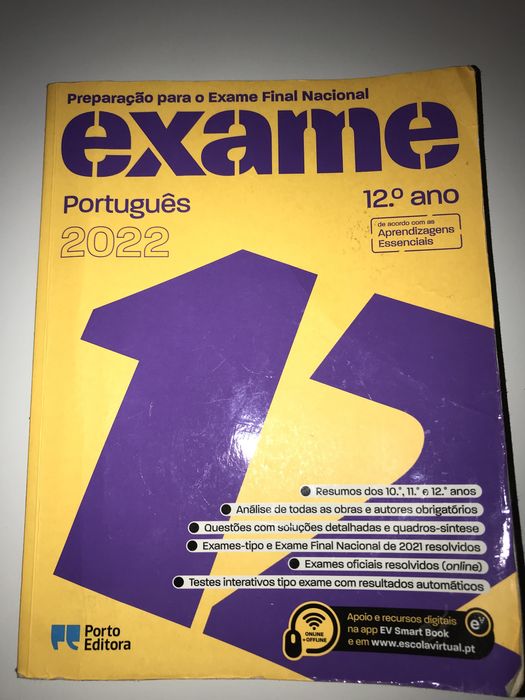 Preparação para o Exame Final Nacional
exame
Português
12.º ano
2022
de acordo com as
Aprendizagens
Essenciais
12
Resumos dos 10.º, 11.º e 12.º anos
Análise de todas as obras e autores obrigatórios
Questões com soluções detalhadas e quadros-síntese
Exames-tipo e Exame Final Nacional de 2021 resolvidos
Exames oficiais resolvidos (online)
Testes interativos tipo exame com resultados automáticos
ONLINE
+OFFLINE
Apoio e recursos digitais
na app EV Smart Book
e em www.escolavirtual.pt
Porto
Editora